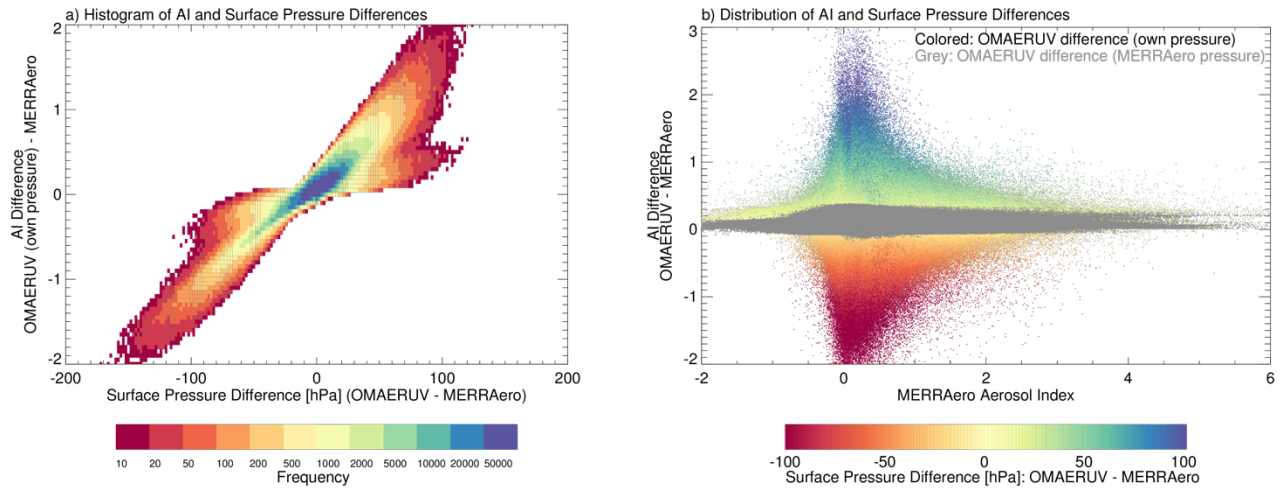 a) Histogram of AI and Surface Pressure Differences
AI Difference
OMAERUV (own pressure) - MERRAero
2
1
0
-1
-2
-200
-100
0
100
200
Surface Pressure Difference [hPa] (OMAERUV - MERRAero)
10 20 50 100 200 500 1000 2000 5000 10000 20000 50000
Frequency
b) Distribution of AI and Surface Pressure Differences
Colored: OMAERUV difference (own pressure)
Grey: OMAERUV difference (MERRAero pressure)
AI Difference
OMAERUV - MERRAero
3
2
1
0
-1
-2
-2
0
2
4
6
MERRAero Aerosol Index
-100 -50 0 50 100
Surface Pressure Difference [hPa]: OMAERUV - MERRAero